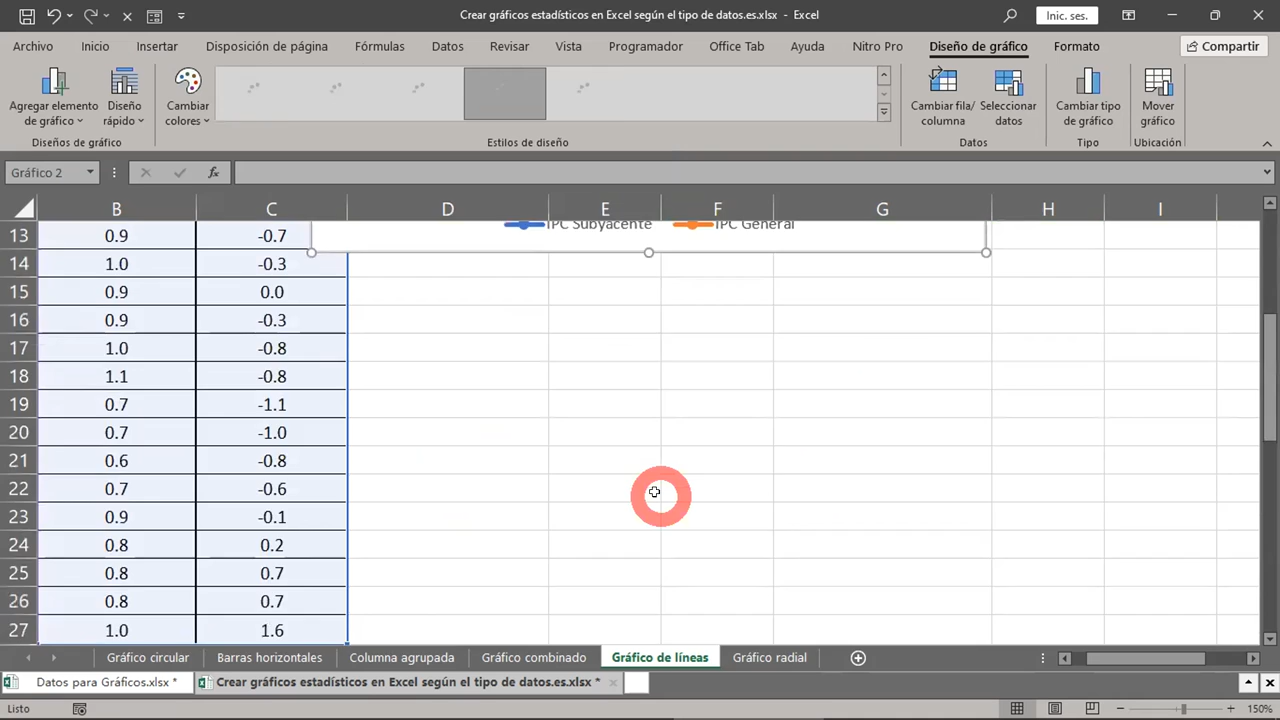 Crear gráficos estadísticos en Excel según el tipo de datos.es.xlsx - Excel
Inic. ses.
Archivo Inicio Insertar Disposición de página Fórmulas Datos Revisar Vista Programador Office Tab Ayuda Nitro Pro Diseño de gráfico Formato Compartir
Agregar elemento de gráfico
Diseño rápido
Cambiar colores
Cambiar fila/ columna
Seleccionar datos
Cambiar tipo de gráfico
Mover gráfico
Diseños de gráfico Estilos de diseño Datos Tipo Ubicación
Gráfico 2 fx
B C D E F G H I
IPC Subyacente IPC General
13 0.9 -0.7
14 1.0 -0.3
15 0.9 0.0
16 0.9 -0.3
17 1.0 -0.8
18 1.1 -0.8
19 0.7 -1.1
20 0.7 -1.0
21 0.6 -0.8
22 0.7 -0.6
23 0.9 -0.1
24 0.8 0.2
25 0.8 0.7
26 0.8 0.7
27 1.0 1.6
Gráfico circular Barras horizontales Columna agrupada Gráfico combinado Gráfico de líneas Gráfico radial
Datos para Gráficos.xlsx * Crear gráficos estadísticos en Excel según el tipo de datos.es.xlsx *
Listo 150%